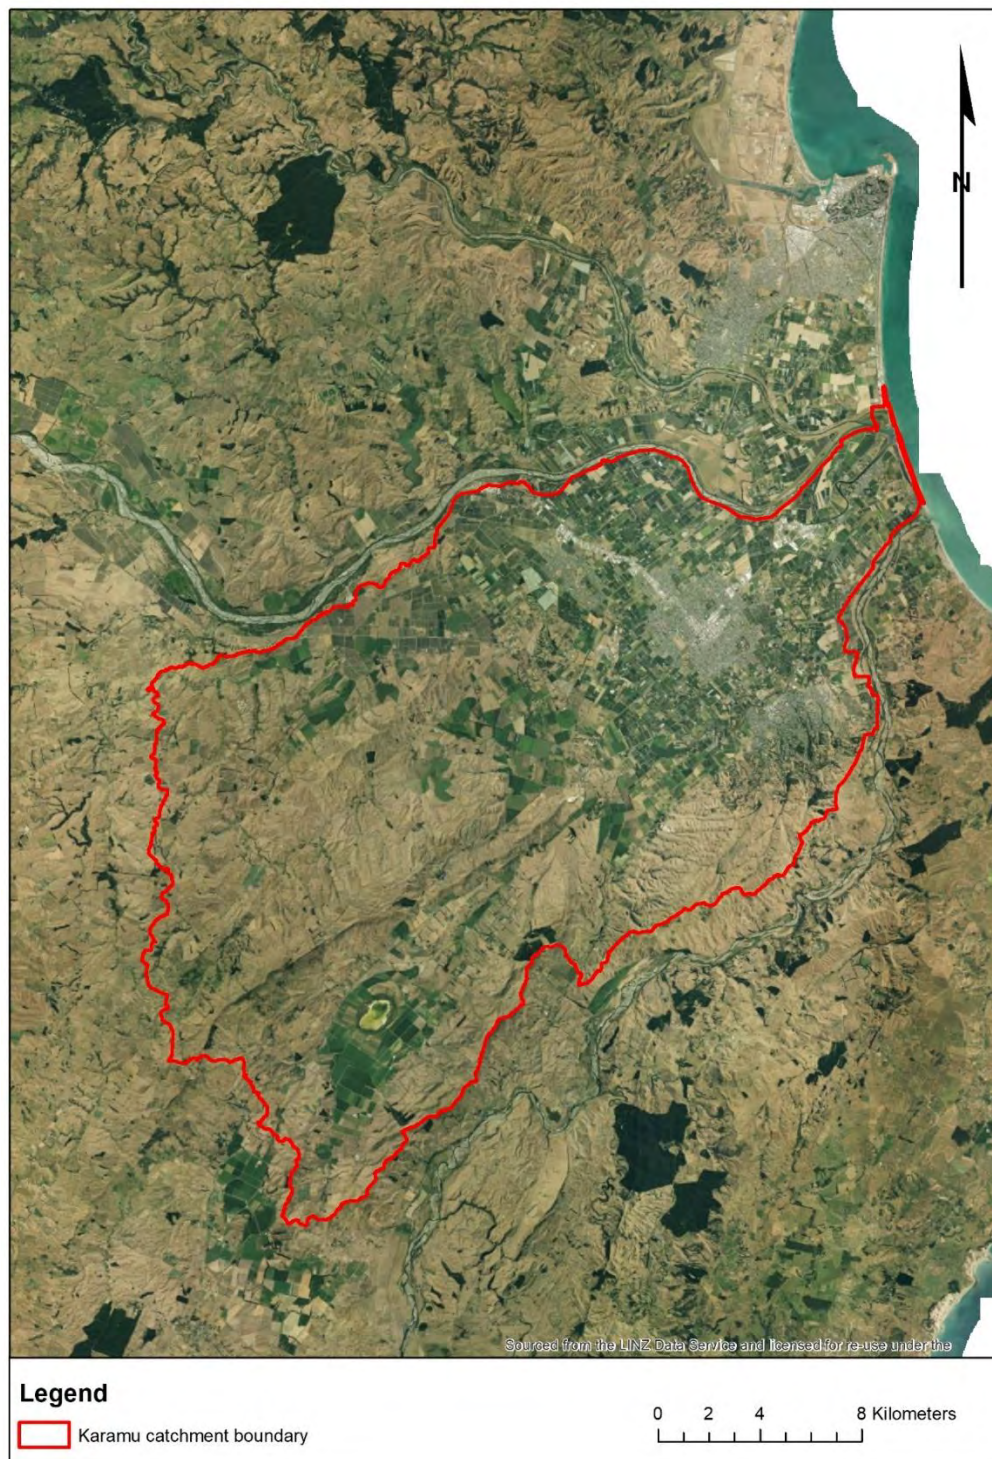 N
Sourced from the LINZ Data Service and licensed for re-use under the
Legend
Karamu catchment boundary
0 2 4 8 Kilometers